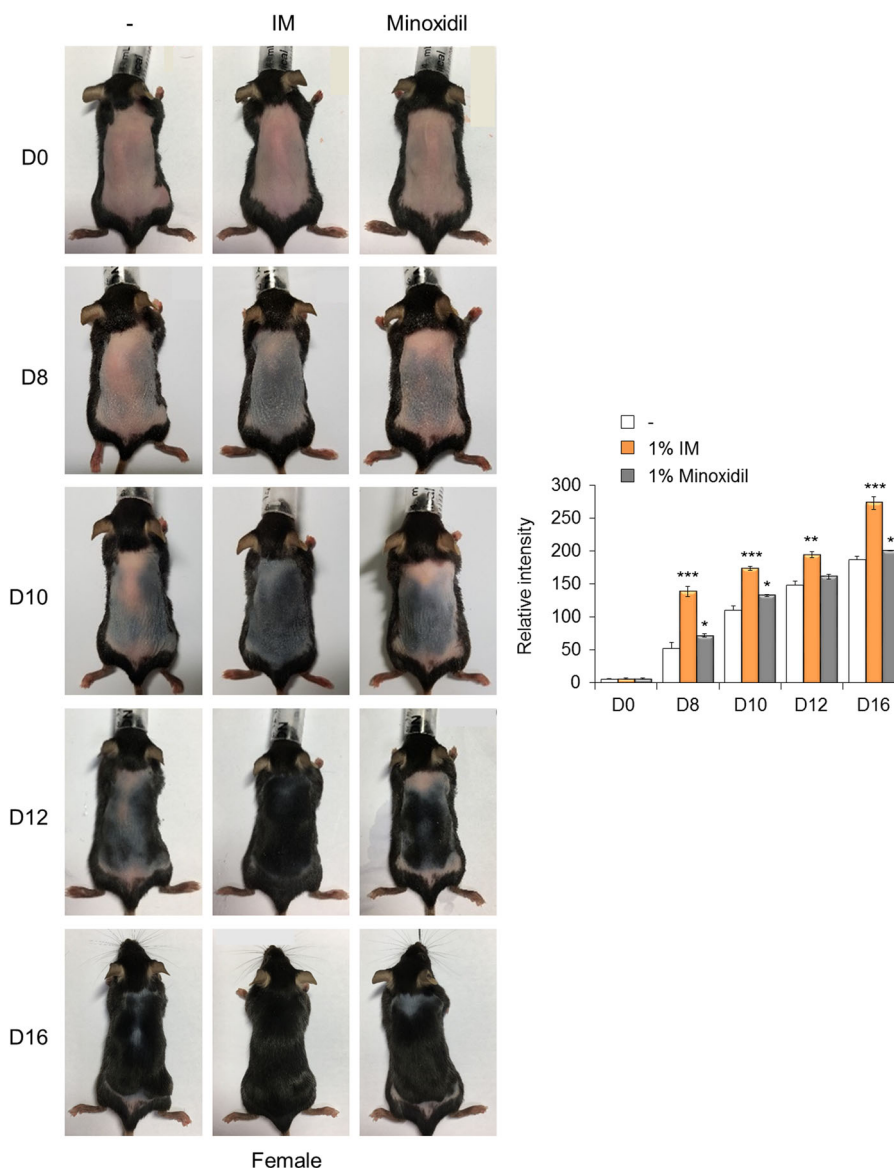 - IM Minoxidil
D0
D8
D10
D12
D16
Female
-
1% IM
1% Minoxidil
Relative intensity
300
250
200
150
100
50
0
*** * *** * ** *** *
D0 D8 D10 D12 D16